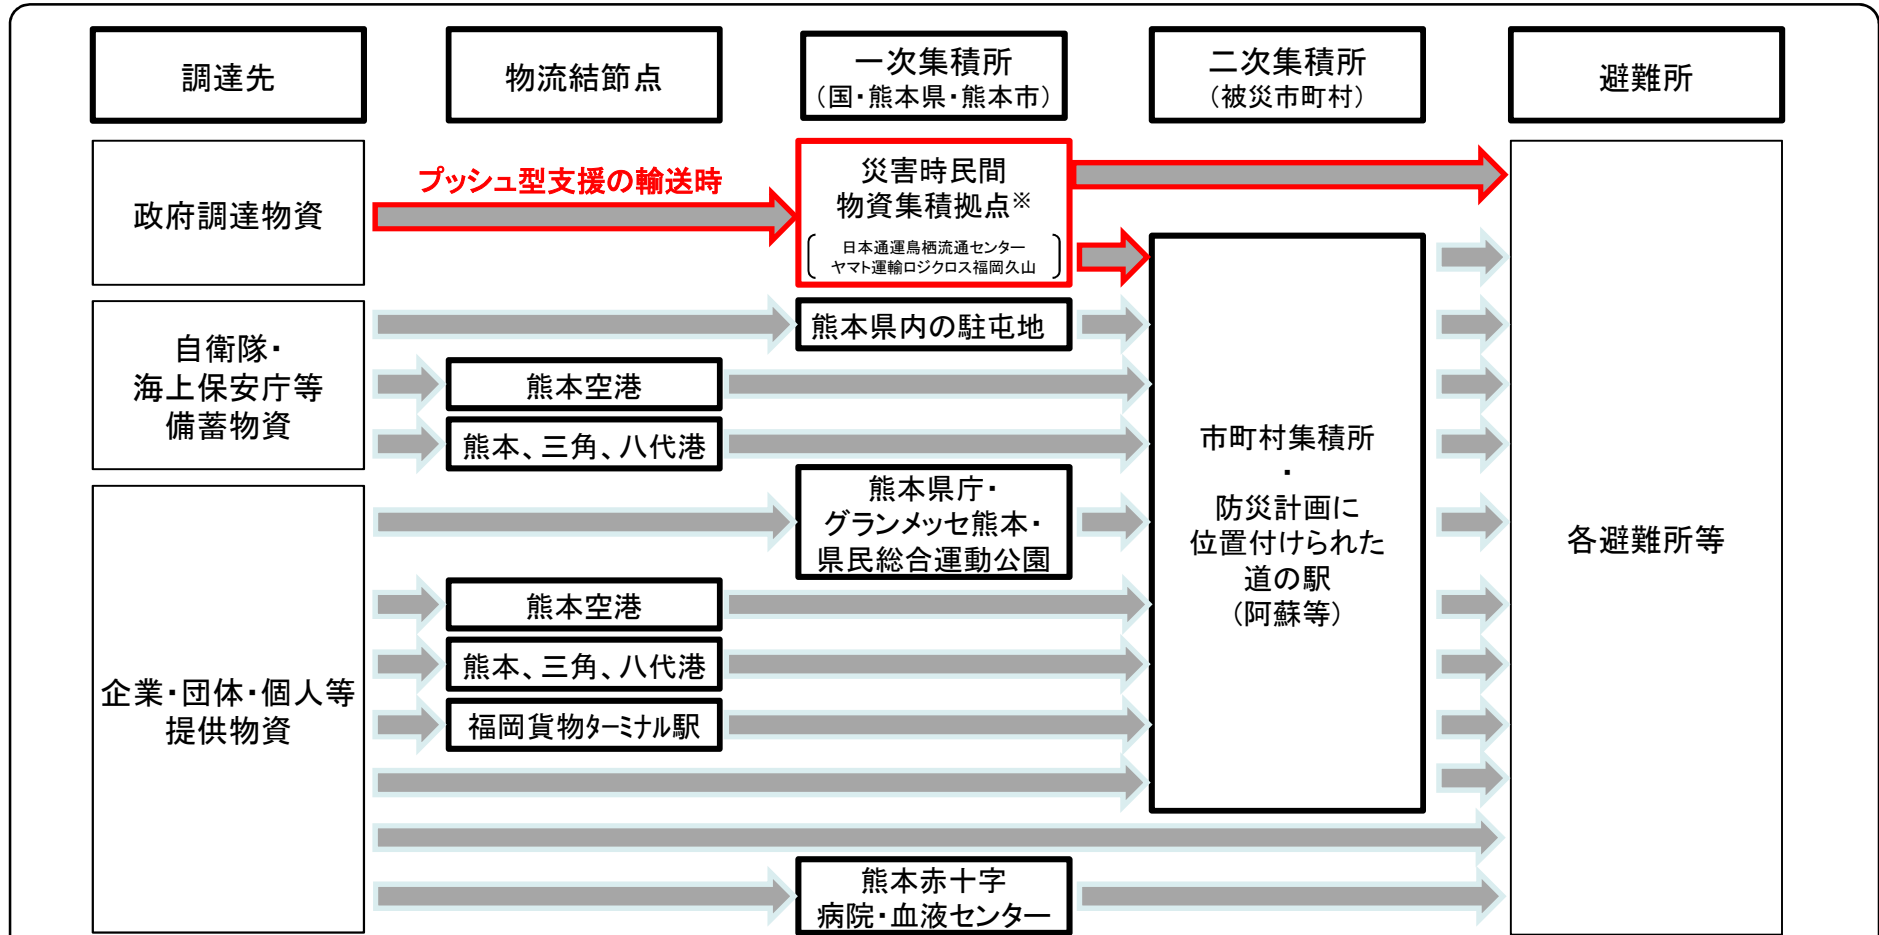 調達先
物流結節点
一次集積所
（国・熊本県・熊本市）
二次集積所
（被災市町村）
避難所
政府調達物資
プッシュ型支援の輸送時
災害時民間
物資集積拠点※
日本通運鳥栖流通センター
ヤマト運輸ロジクロス福岡久山
自衛隊・
海上保安庁等
備蓄物資
熊本県内の駐屯地
熊本空港
熊本、三角、八代港
企業・団体・個人等
提供物資
熊本県庁・
グランメッセ熊本・
県民総合運動公園
熊本空港
熊本、三角、八代港
福岡貨物ターミナル駅
熊本赤十字
病院・血液センター
市町村集積所
・
防災計画に
位置付けられた
道の駅
（阿蘇等）
各避難所等